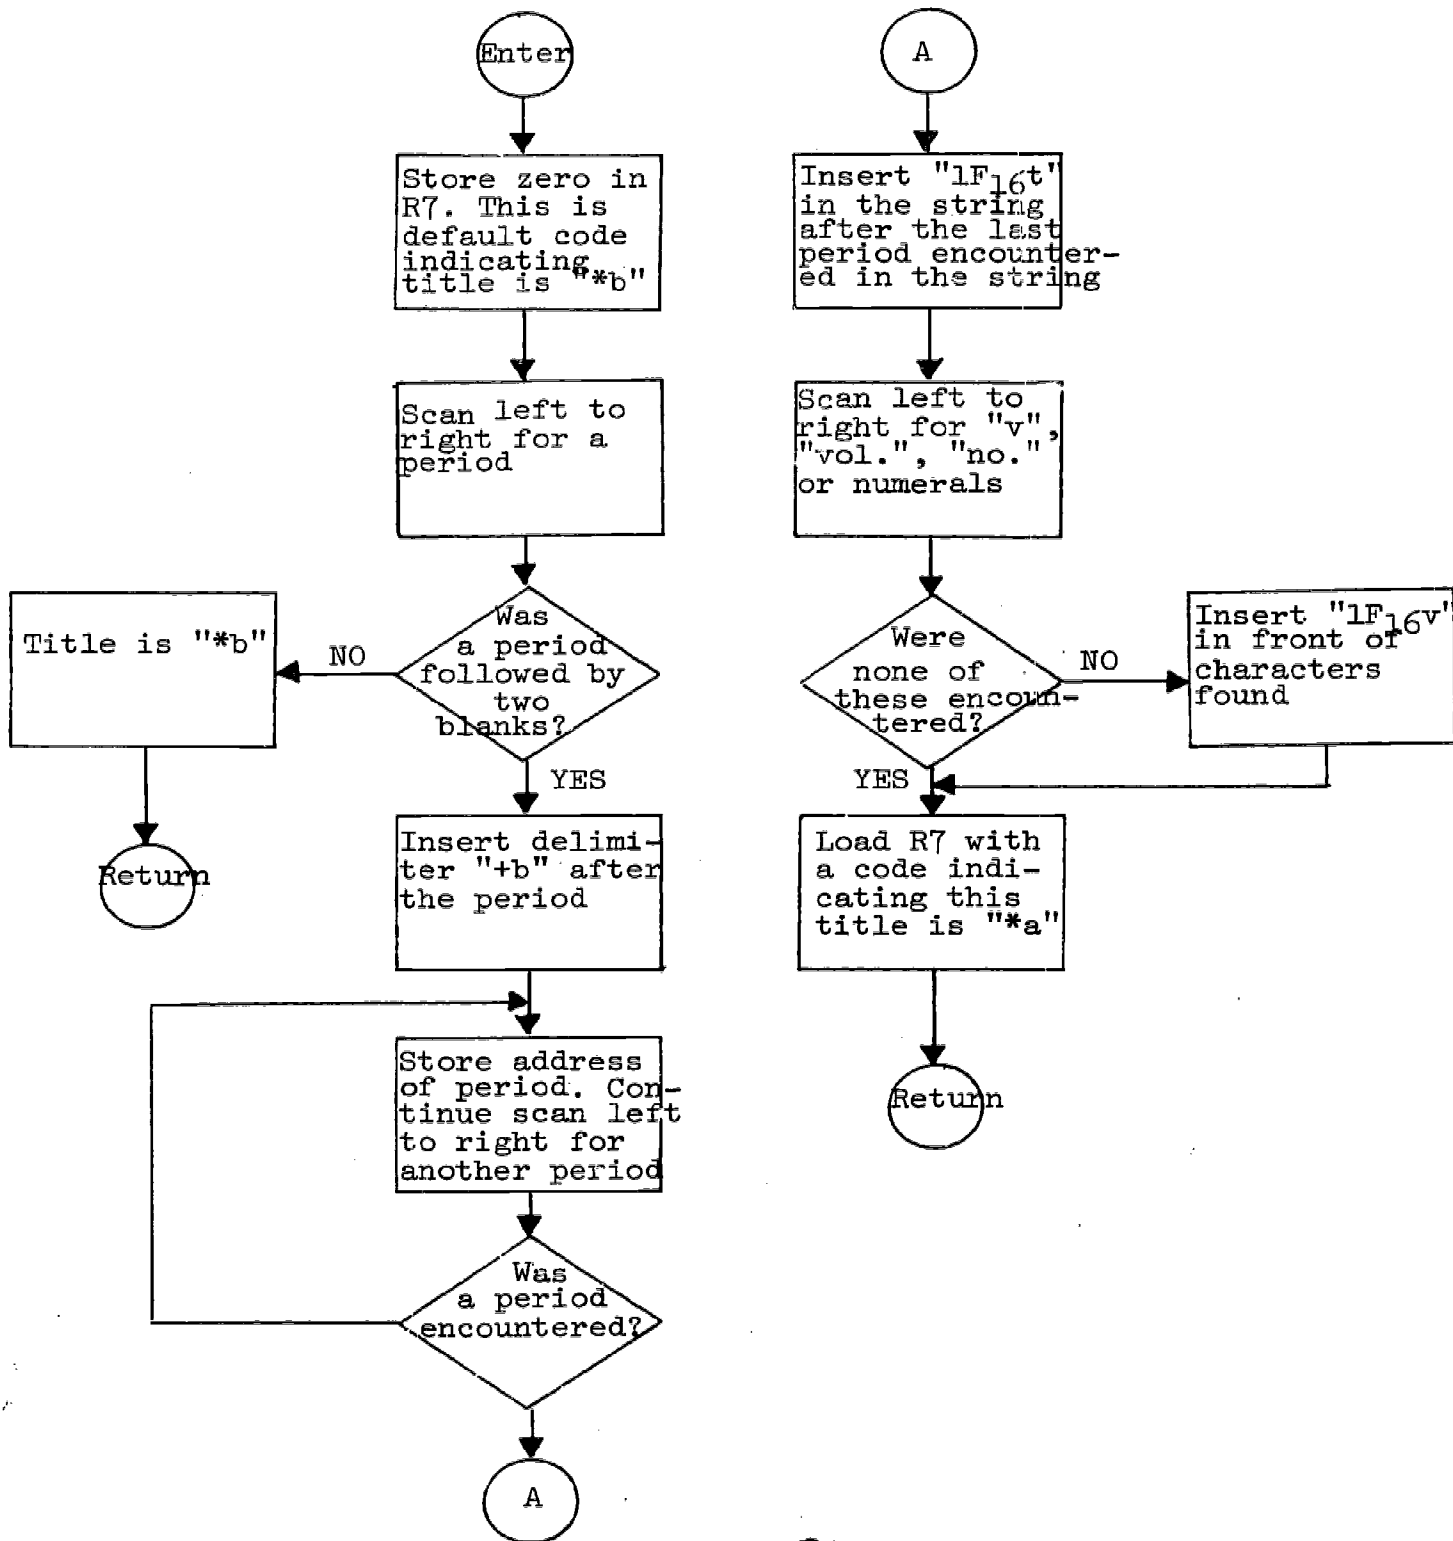 Enter
Store zero in
R7. This is
default code
indicating
title is "*b"
Scan left to
right for a
period
Was
a period
followed by
two
blanks?
NO
Title is "*b"
Return
YES
Insert delimi-
ter "+b" after
the period
Store address
of period. Con-
tinue scan left
to right for
another period
Was
a period
encountered?
A
A
Insert "1F16t"
in the string
after the last
period encounter-
ed in the string
Scan left to
right for "v",
"vol.", "no."
or numerals
Were
none of
these encoun-
tered?
NO
Insert "1F16v"
in front of
characters
found
YES
Load R7 with
a code indi-
cating this
title is "*a"
Return